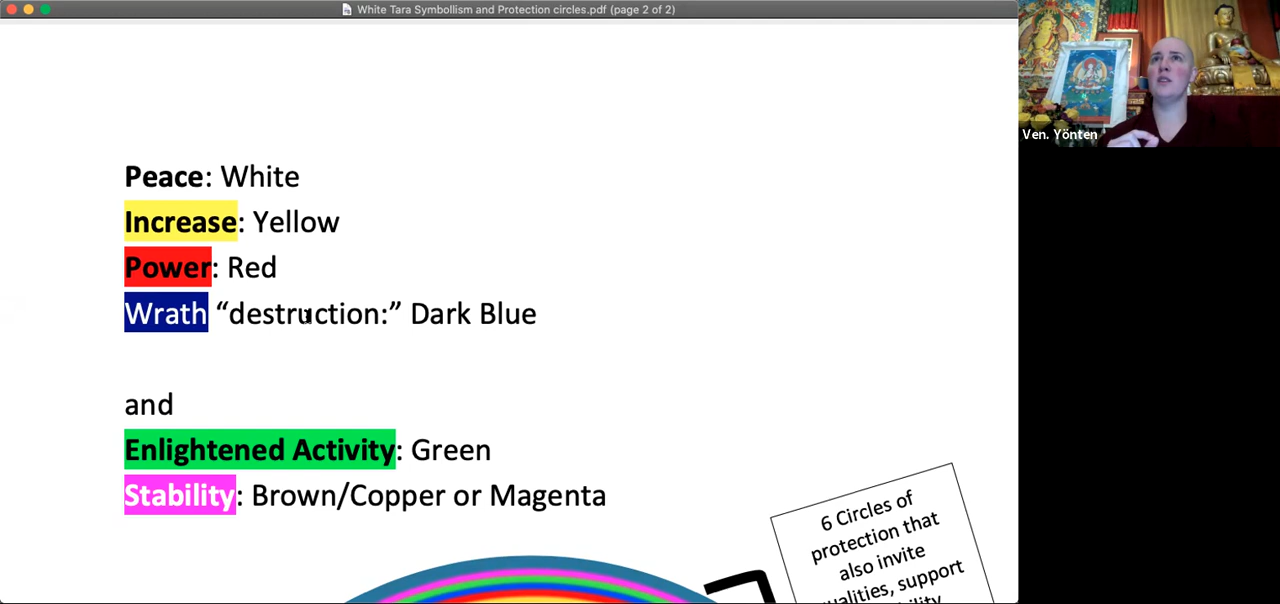 White Tara Symbollism and Protection circles.pdf (page 2 of 2)
Peace: White
Increase: Yellow
Power: Red
Wrath “destruction:” Dark Blue
and
Enlightened Activity: Green
Stability: Brown/Copper or Magenta
6 Circles of
protection that
also invite
support
Ven. Yönten